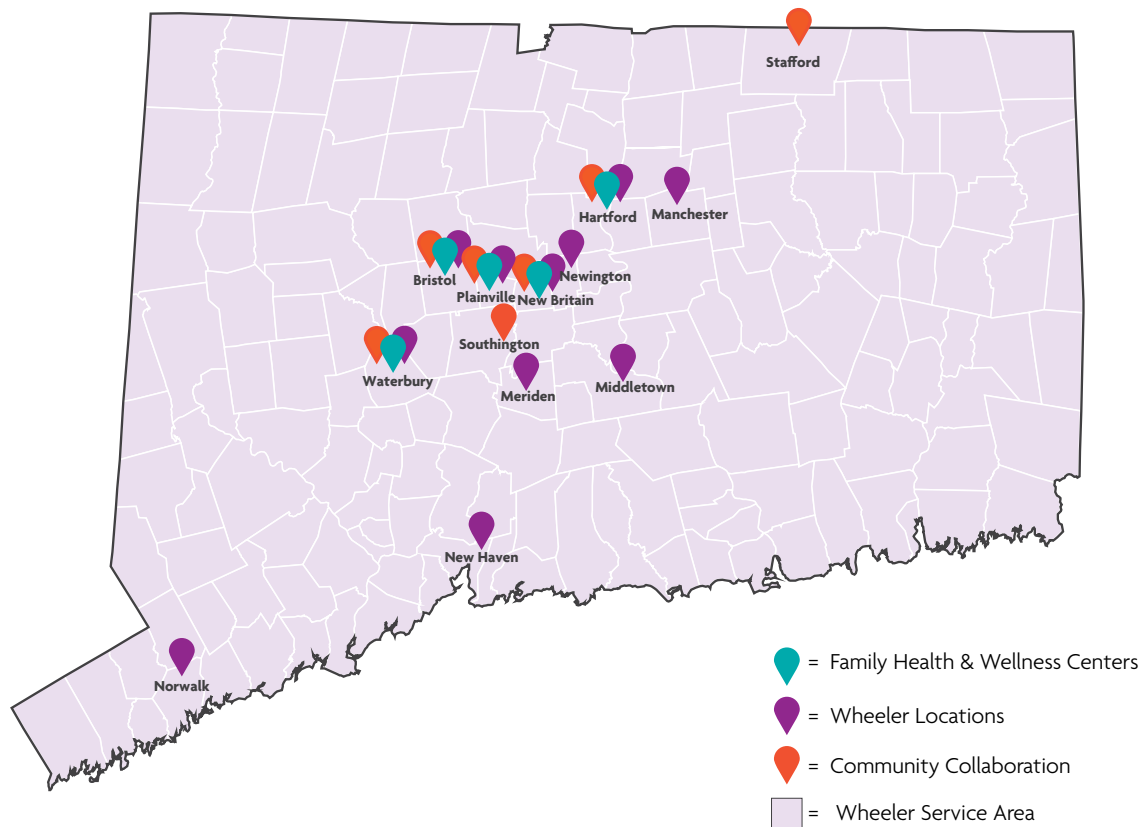 Stafford
Hartford
Manchester
Bristol
Newington
Plainville
New Britain
Southington
Waterbury
Meriden
Middletown
New Haven
Norwalk
= Family Health & Wellness Centers
= Wheeler Locations
= Community Collaboration
= Wheeler Service Area